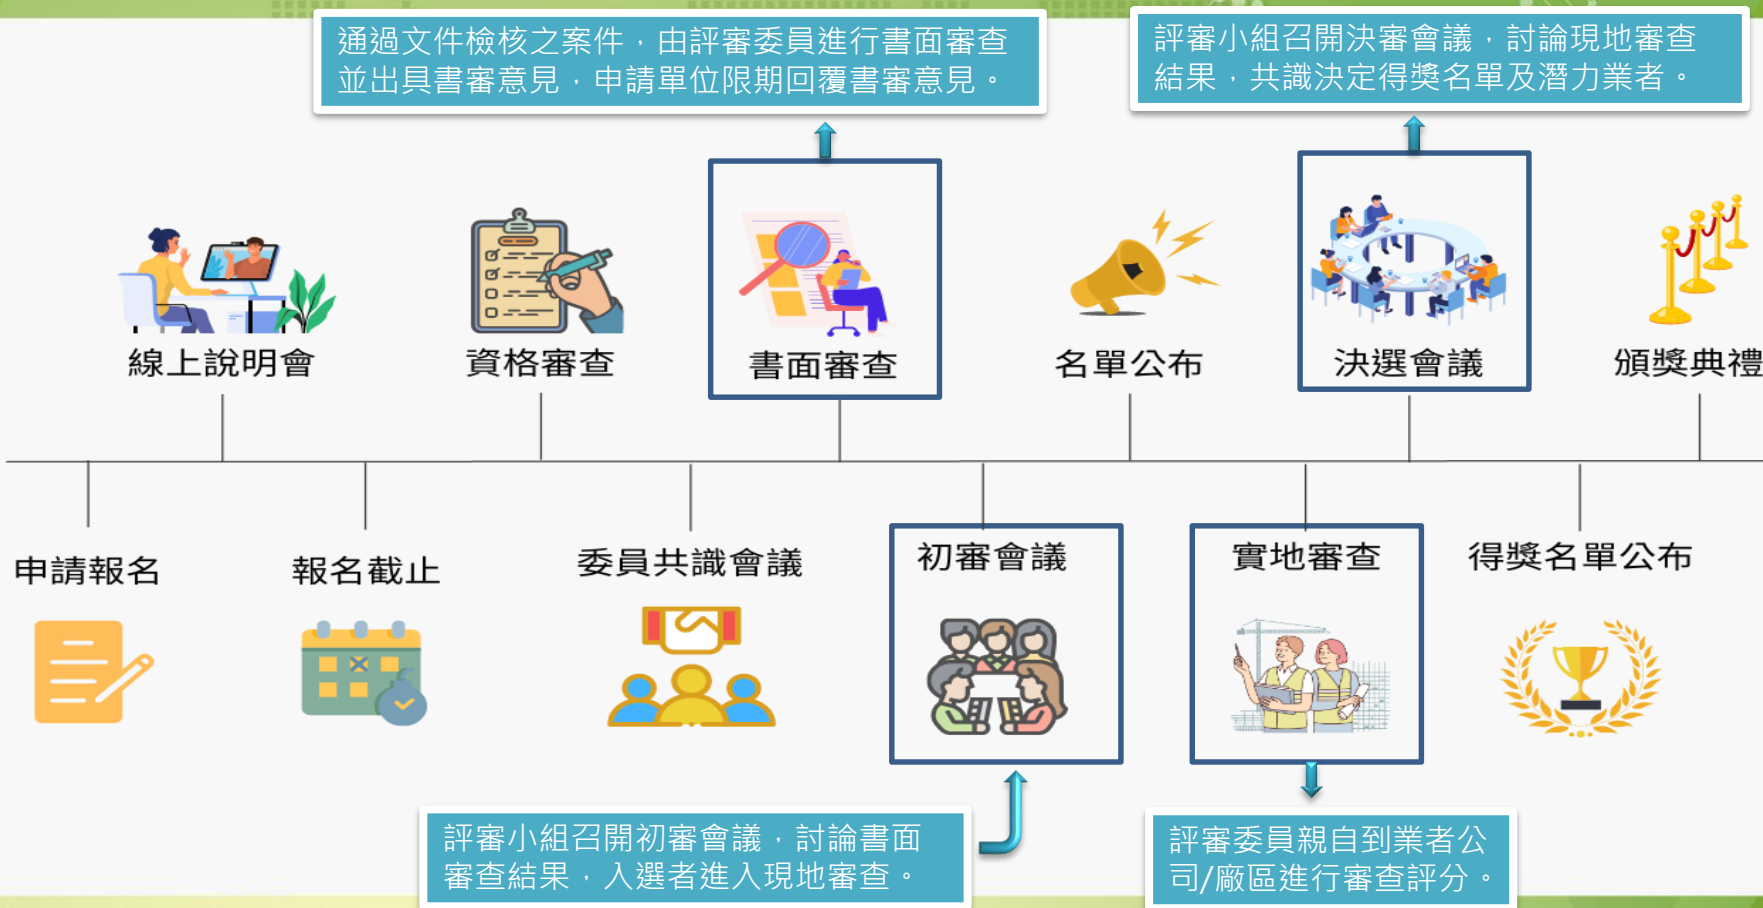 通過文件檢核之案件，由評審委員進行書面審查
並出具書審意見，申請單位限期回覆書審意見。
評審小組召開決審會議，討論現地審查
結果，共識決定得獎名單及潛力業者。
線上說明會
資格審查
書面審查
名單公布
決選會議
頒獎典禮
申請報名
報名截止
委員共識會議
初審會議
實地審查
得獎名單公布
評審小組召開初審會議，討論書面
審查結果，入選者進入現地審查。
評審委員親自到業者公
司/廠區進行審查評分。